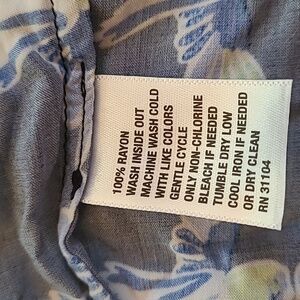 100% RAYON
WASH INSIDE OUT
MACHINE WASH COLD
WITH LIKE COLORS
GENTLE CYCLE
ONLY NON-CHLORINE
BLEACH IF NEEDED
TUMBLE DRY LOW
COOL IRON IF NEEDED
OR DRY CLEAN
RN 31104